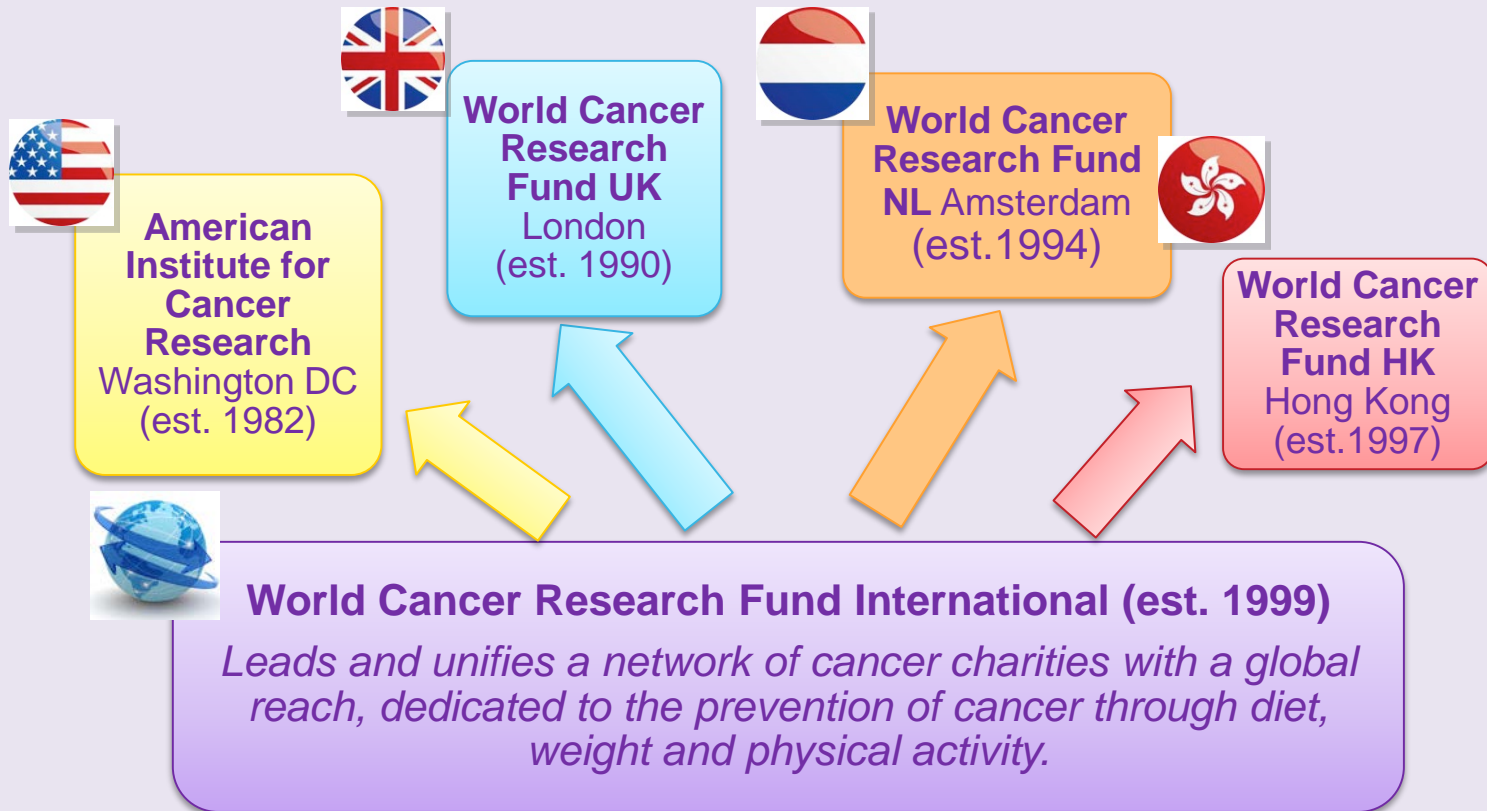 American
Institute for
Cancer
Research
Washington DC
(est. 1982)
World Cancer
Research
Fund UK
London
(est. 1990)
World Cancer
Research Fund
NL Amsterdam
(est.1994)
World Cancer
Research
Fund HK
Hong Kong
(est.1997)
World Cancer Research Fund International (est. 1999)
Leads and unifies a network of cancer charities with a global
reach, dedicated to the prevention of cancer through diet,
weight and physical activity.